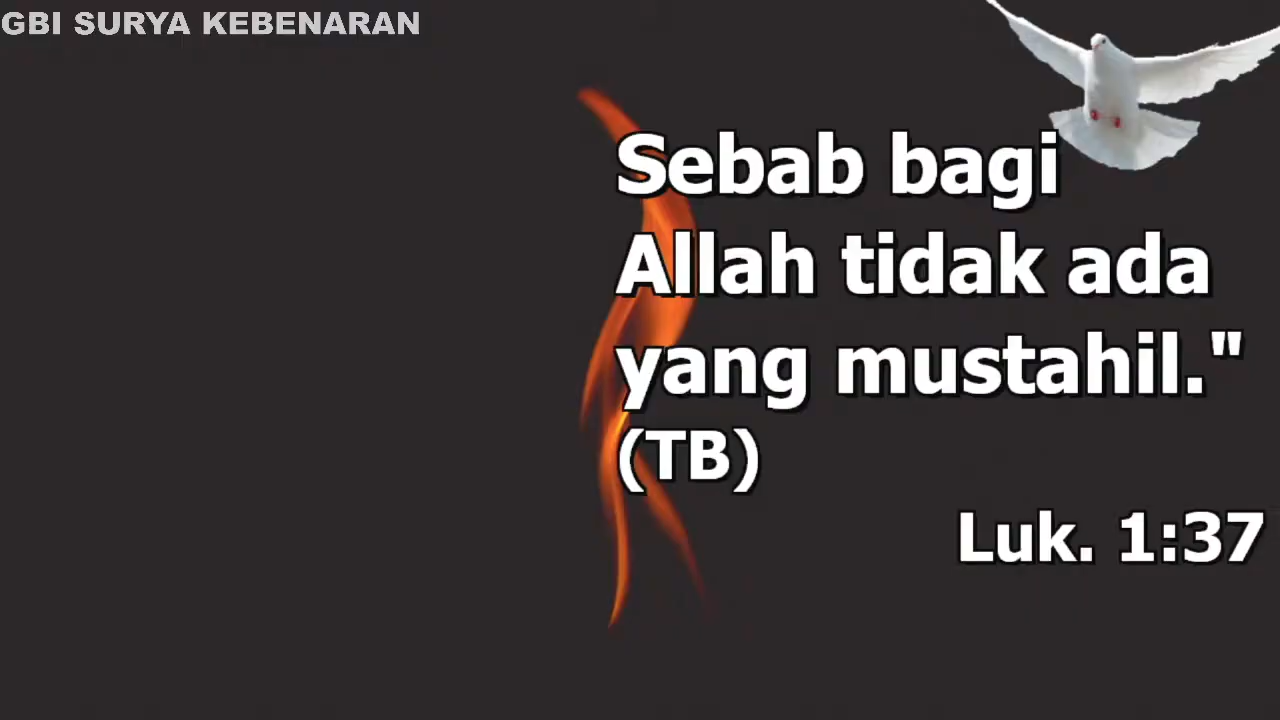 GBI SURYA KEBENARAN
Sebab bagi
Allah tidak ada
yang mustahil."
(TB)
Luk. 1:37